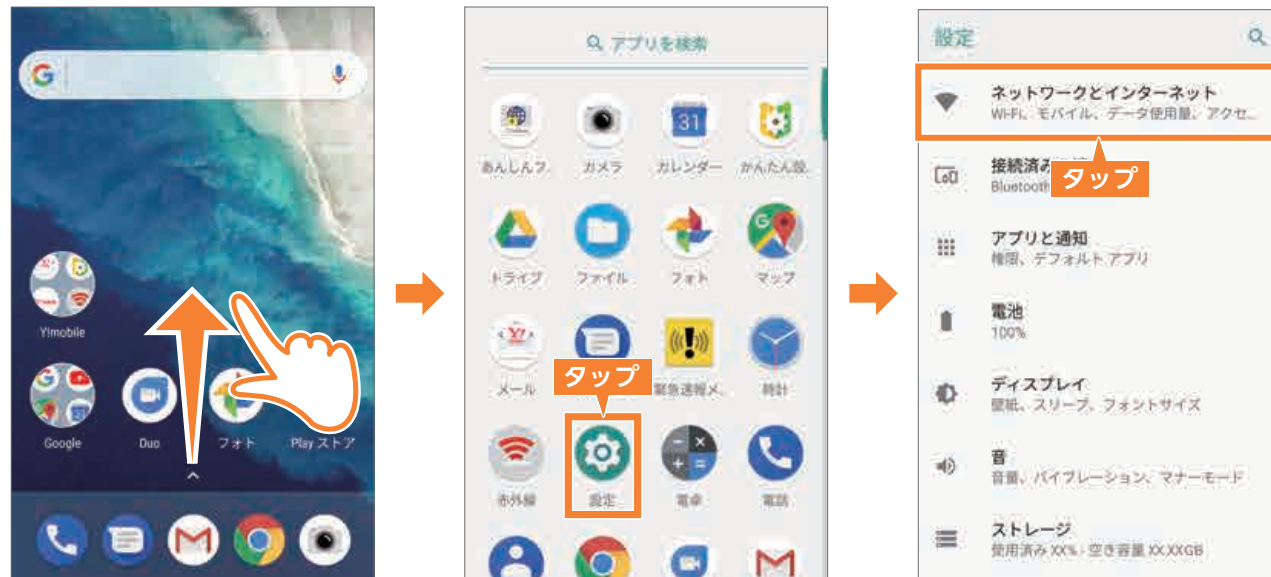 G
Y!mobile
Google
Duo
フォト
Play ストア
アプリを検索
31
あんしんフ.
カメラ
カレンダー
かんたん設.
G
ドライブ
ファイル
フォト
マップ
Y!
メール
タップ
緊急速報メ.
時計
赤外線
設定
電卓
電話
設定
ネットワークとインターネット
Wi-Fi、モバイル、データ使用量、アクセ..
タップ
接続済み
Bluetooth
アプリと通知
権限、デフォルト アプリ
電池
100%
ディスプレイ
壁紙、スリープ、フォントサイズ
音
音量、バイブレーション、マナーモード
ストレージ
使用済み XX% - 空き容量 XX.XXGB